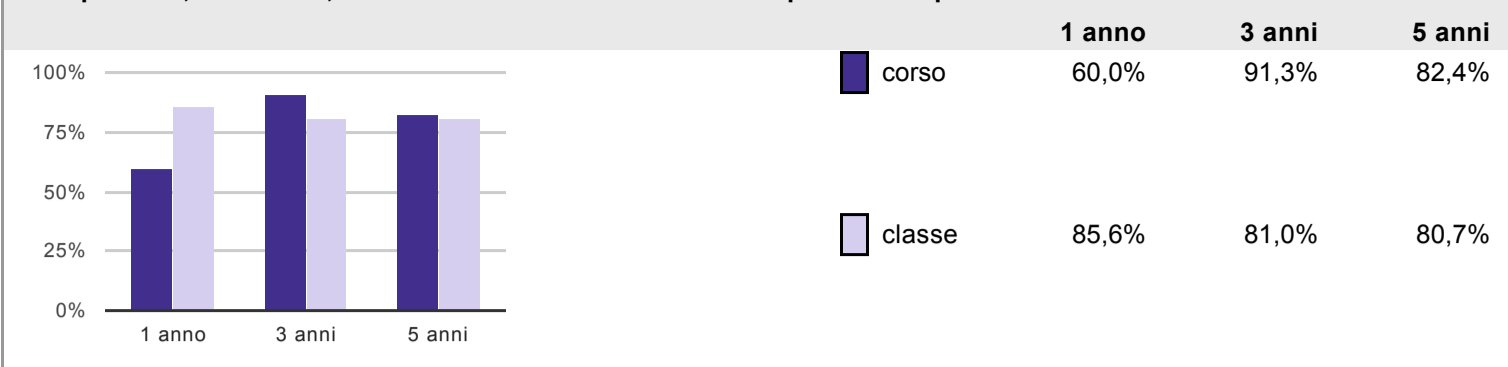 1 anno 3 anni 5 anni
100%
75%
50%
25%
0%
1 anno 3 anni 5 anni
corso 60,0% 91,3% 82,4%
classe 85,6% 81,0% 80,7%